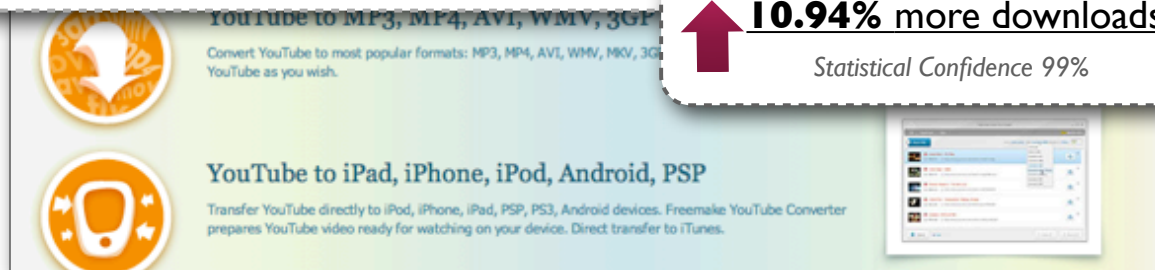 YouTube to MP3, MP4, AVI, WMV, 3GP
Convert YouTube to most popular formats: MP3, MP4, AVI, WMV, MKV, 3G
YouTube as you wish.
10.94% more downloads
Statistical Confidence 99%
YouTube to iPad, iPhone, iPod, Android, PSP
Transfer YouTube directly to iPod, iPhone, iPad, PSP, PS3, Android devices. Freemake YouTube Converter
prepares YouTube video ready for watching on your device. Direct transfer to iTunes.